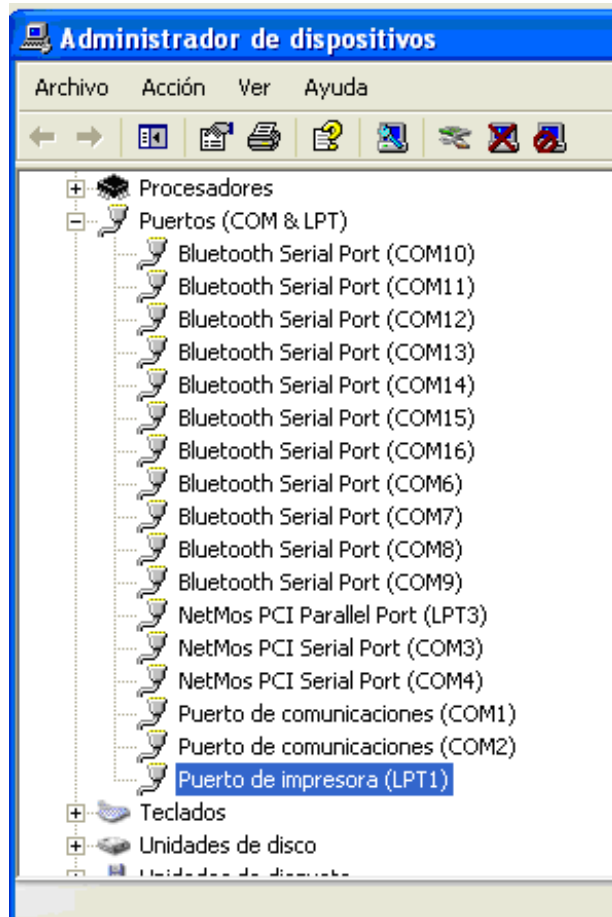 Administrador de dispositivos
Archivo Acción Ver Ayuda
Procesadores
Puertos (COM & LPT)
Bluetooth Serial Port (COM10)
Bluetooth Serial Port (COM11)
Bluetooth Serial Port (COM12)
Bluetooth Serial Port (COM13)
Bluetooth Serial Port (COM14)
Bluetooth Serial Port (COM15)
Bluetooth Serial Port (COM16)
Bluetooth Serial Port (COM6)
Bluetooth Serial Port (COM7)
Bluetooth Serial Port (COM8)
Bluetooth Serial Port (COM9)
NetMos PCI Parallel Port (LPT3)
NetMos PCI Serial Port (COM3)
NetMos PCI Serial Port (COM4)
Puerto de comunicaciones (COM1)
Puerto de comunicaciones (COM2)
Puerto de impresora (LPT1)
Teclados
Unidades de disco